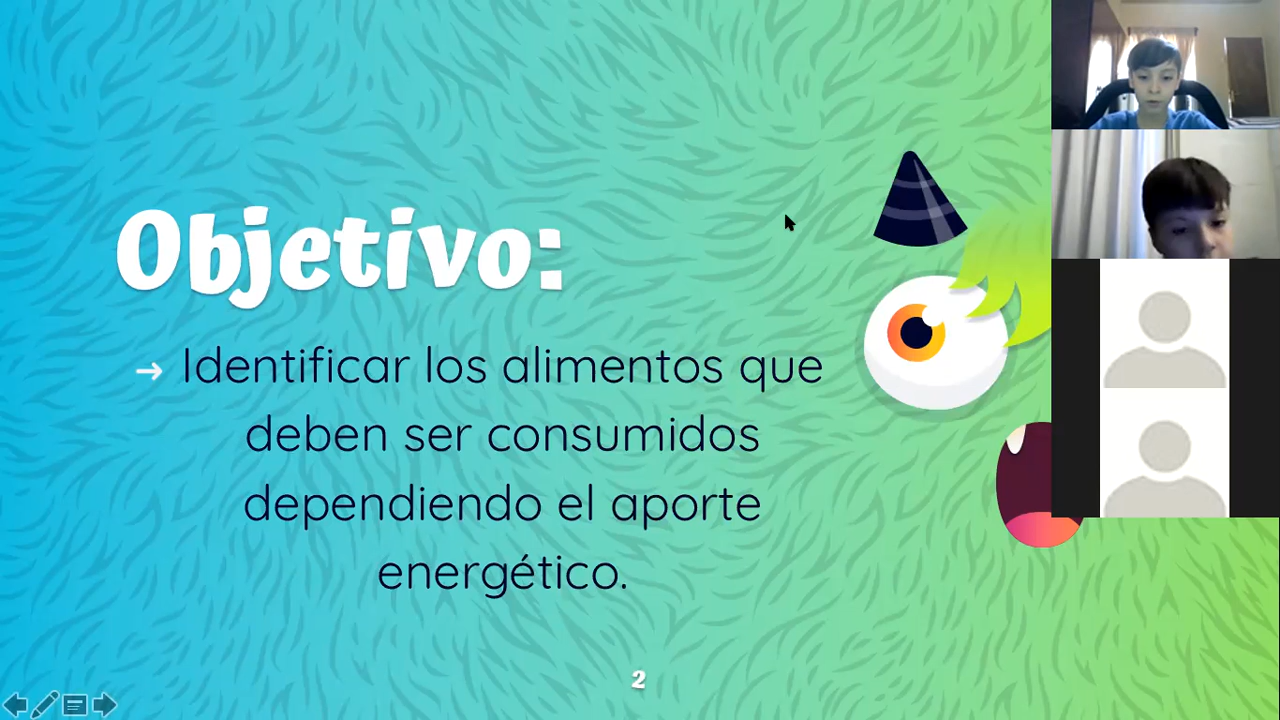 Objetivo:
→ Identificar los alimentos que
deben ser consumidos
dependiendo el aporte
energético.
2